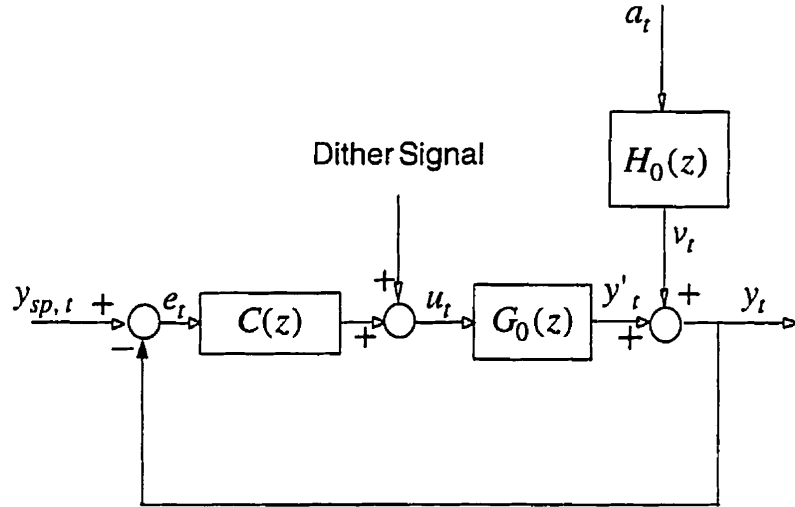 a_t
H_0(z)
Dither Signal
v_t
+
y_{sp, t} + e_t C(z) + u_t G_0(z) y'_t + + y_t
−